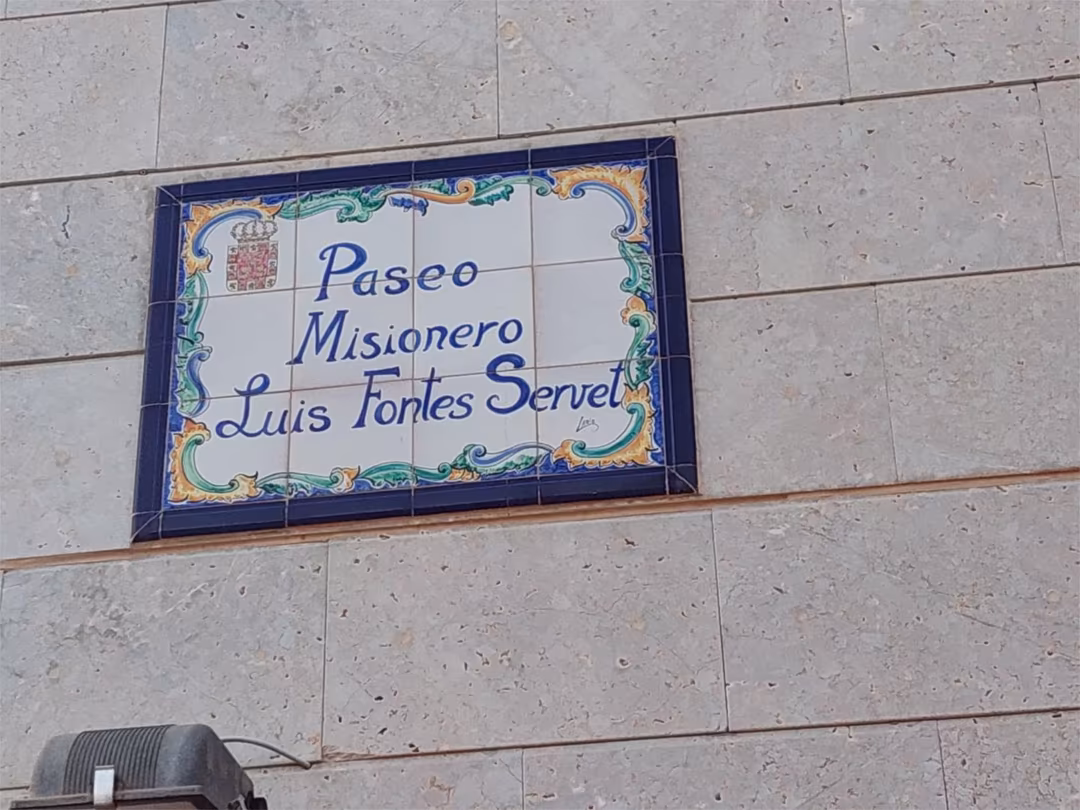 Paseo
Misionero
Luis Fontes Servet